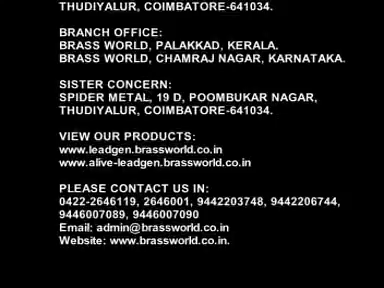 THUDIYALUR, COIMBATORE-641034.
BRANCH OFFICE:
BRASS WORLD, PALAKKAD, KERALA.
BRASS WORLD, CHAMRAJ NAGAR, KARNATAKA.
SISTER CONCERN:
SPIDER METAL, 19 D, POOMBUKAR NAGAR,
THUDIYALUR, COIMBATORE-641034.
VIEW OUR PRODUCTS:
www.leadgen.brassworld.co.in
www.alive-leadgen.brassworld.co.in
PLEASE CONTACT US IN:
0422-2646119, 2646001, 9442203748, 9442206744,
9446007089, 9446007090
Email: admin@brassworld.co.in
Website: www.brassworld.co.in.